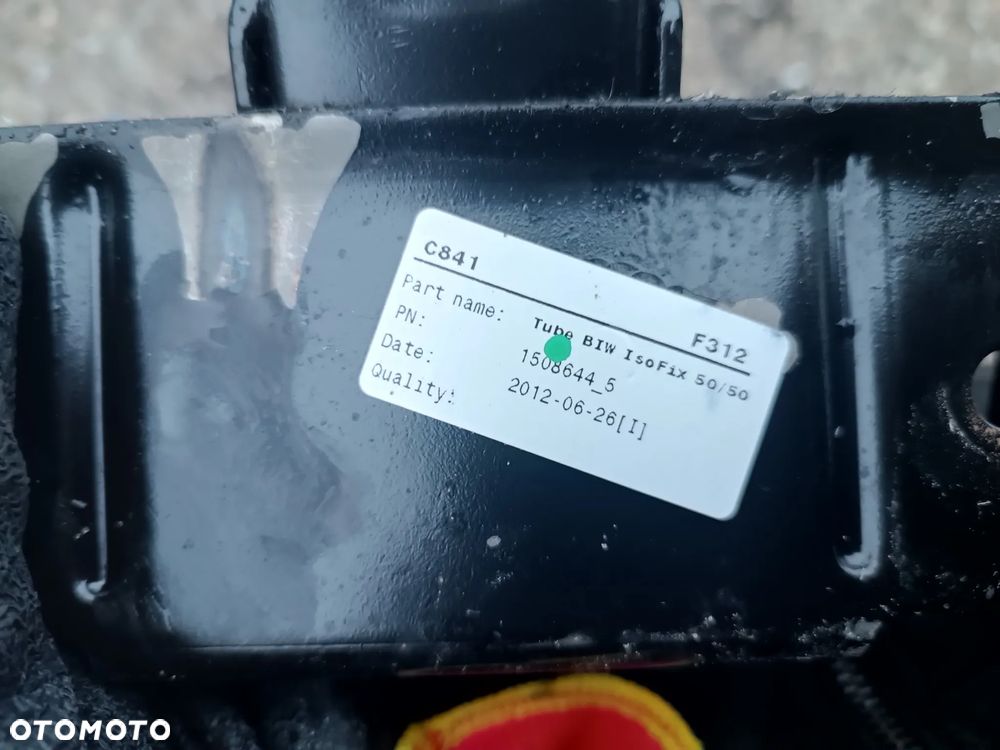 C841
F312
Part name: Tube BIW IsoFix 50/50
PN: 1508644_5
Date: 2012-06-26[I]
Quality:
OTOMOTO